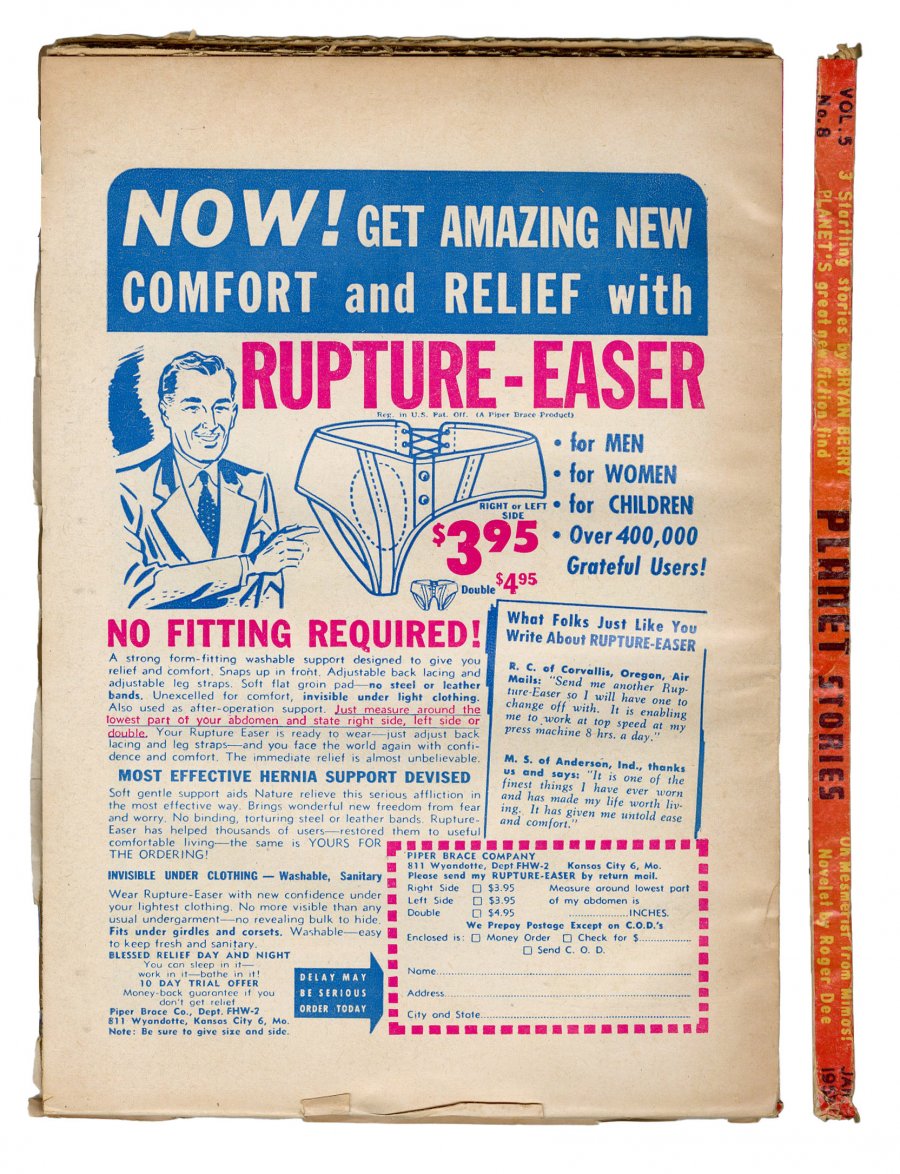 NOW! GET AMAZING NEW
COMFORT and RELIEF with
RUPTURE-EASER
Reg. in U.S. Pat. Off. (A Piper Brace Product)
• for MEN
• for WOMEN
• for CHILDREN
• Over 400,000
Grateful Users!
RIGHT or LEFT
SIDE
$3.95
Double $4.95
NO FITTING REQUIRED!
A strong form-fitting washable support designed to give you
relief and comfort. Snaps up in front. Adjustable back lacing and
adjustable leg straps. Soft flat groin pad—no steel or leather
bands. Unexcelled for comfort, invisible under light clothing.
Also used as after-operation support. Just measure around the
lowest part of your abdomen and state right side, left side or
double. Your Rupture Easer is ready to wear—just adjust back
lacing and leg straps—and you face the world again with confi-
dence and comfort. The immediate relief is almost unbelievable.
MOST EFFECTIVE HERNIA SUPPORT DEVISED
Soft gentle support aids Nature relieve this serious affliction in
the most effective way. Brings wonderful new freedom from fear
and worry. No binding, torturing steel or leather bands. Rupture-
Easer has helped thousands of users—restored them to useful
comfortable living—the same is YOURS FOR
THE ORDERING!
INVISIBLE UNDER CLOTHING — Washable, Sanitary
Wear Rupture-Easer with new confidence under
your lightest clothing. No more visible than any
usual undergarment—no revealing bulk to hide.
Fits under girdles and corsets. Washable—easy
to keep fresh and sanitary.
BLESSED RELIEF DAY AND NIGHT
You can sleep in it—
work in it—bathe in it!
10 DAY TRIAL OFFER
Money-back guarantee if you
don't get relief
Piper Brace Co., Dept. FHW-2
811 Wyandotte, Kansas City 6, Mo.
Note: Be sure to give size and side.
DELAY MAY
BE SERIOUS
ORDER TODAY
What Folks Just Like You
Write About RUPTURE-EASER
R. C. of Corvallis, Oregon, Air
Mails: "Send me another Rup-
ture-Easer so I will have one to
change off with. It is enabling
me to work at top speed at my
press machine 8 hrs. a day."
M. S. of Anderson, Ind., thanks
us and says: "It is one of the
finest things I have ever worn
and has made my life worth liv-
ing. It has given me untold ease
and comfort."
PIPER BRACE COMPANY
811 Wyandotte, Dept. FHW-2 Kansas City 6, Mo.
Please send my RUPTURE-EASER by return mail.
Right Side ☐ $3.95 Measure around lowest part
Left Side ☐ $3.95 of my abdomen is
Double ☐ $4.95 ..................INCHES.
We Prepay Postage Except on C.O.D.'s
Enclosed is: ☐ Money Order ☐ Check for $..............
☐ Send C. O. D.
Name..............................
Address..............................
City and State..............................
VOL. 5
No. 8
3 Startling stories by BRYAN BERRY
PLANET'S great new fiction find
PLANET STORIES
Mesmerist From Mimas!
Novelet by Roger Dee